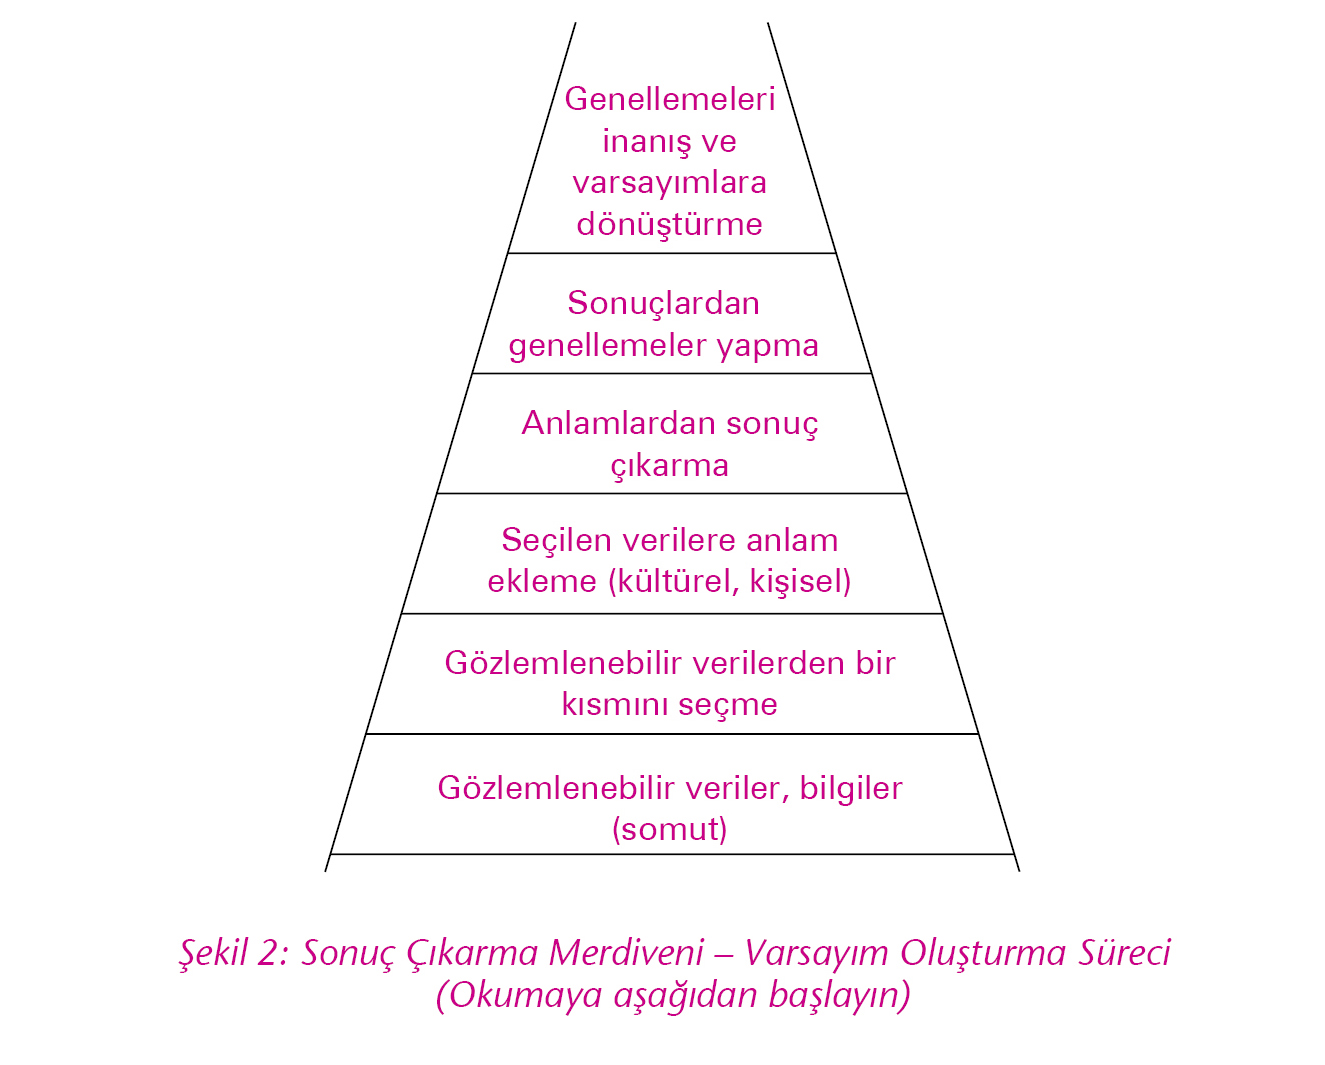 Genellemeleri
inanış ve
varsayımlara
dönüştürme
Sonuçlardan
genellemeler yapma
Anlamlardan sonuç
çıkarma
Seçilen verilere anlam
ekleme (kültürel, kişisel)
Gözlemlenebilir verilerden bir
kısmını seçme
Gözlemlenebilir veriler, bilgiler
(somut)
Şekil 2: Sonuç Çıkarma Merdiveni – Varsayım Oluşturma Süreci
(Okumaya aşağıdan başlayın)